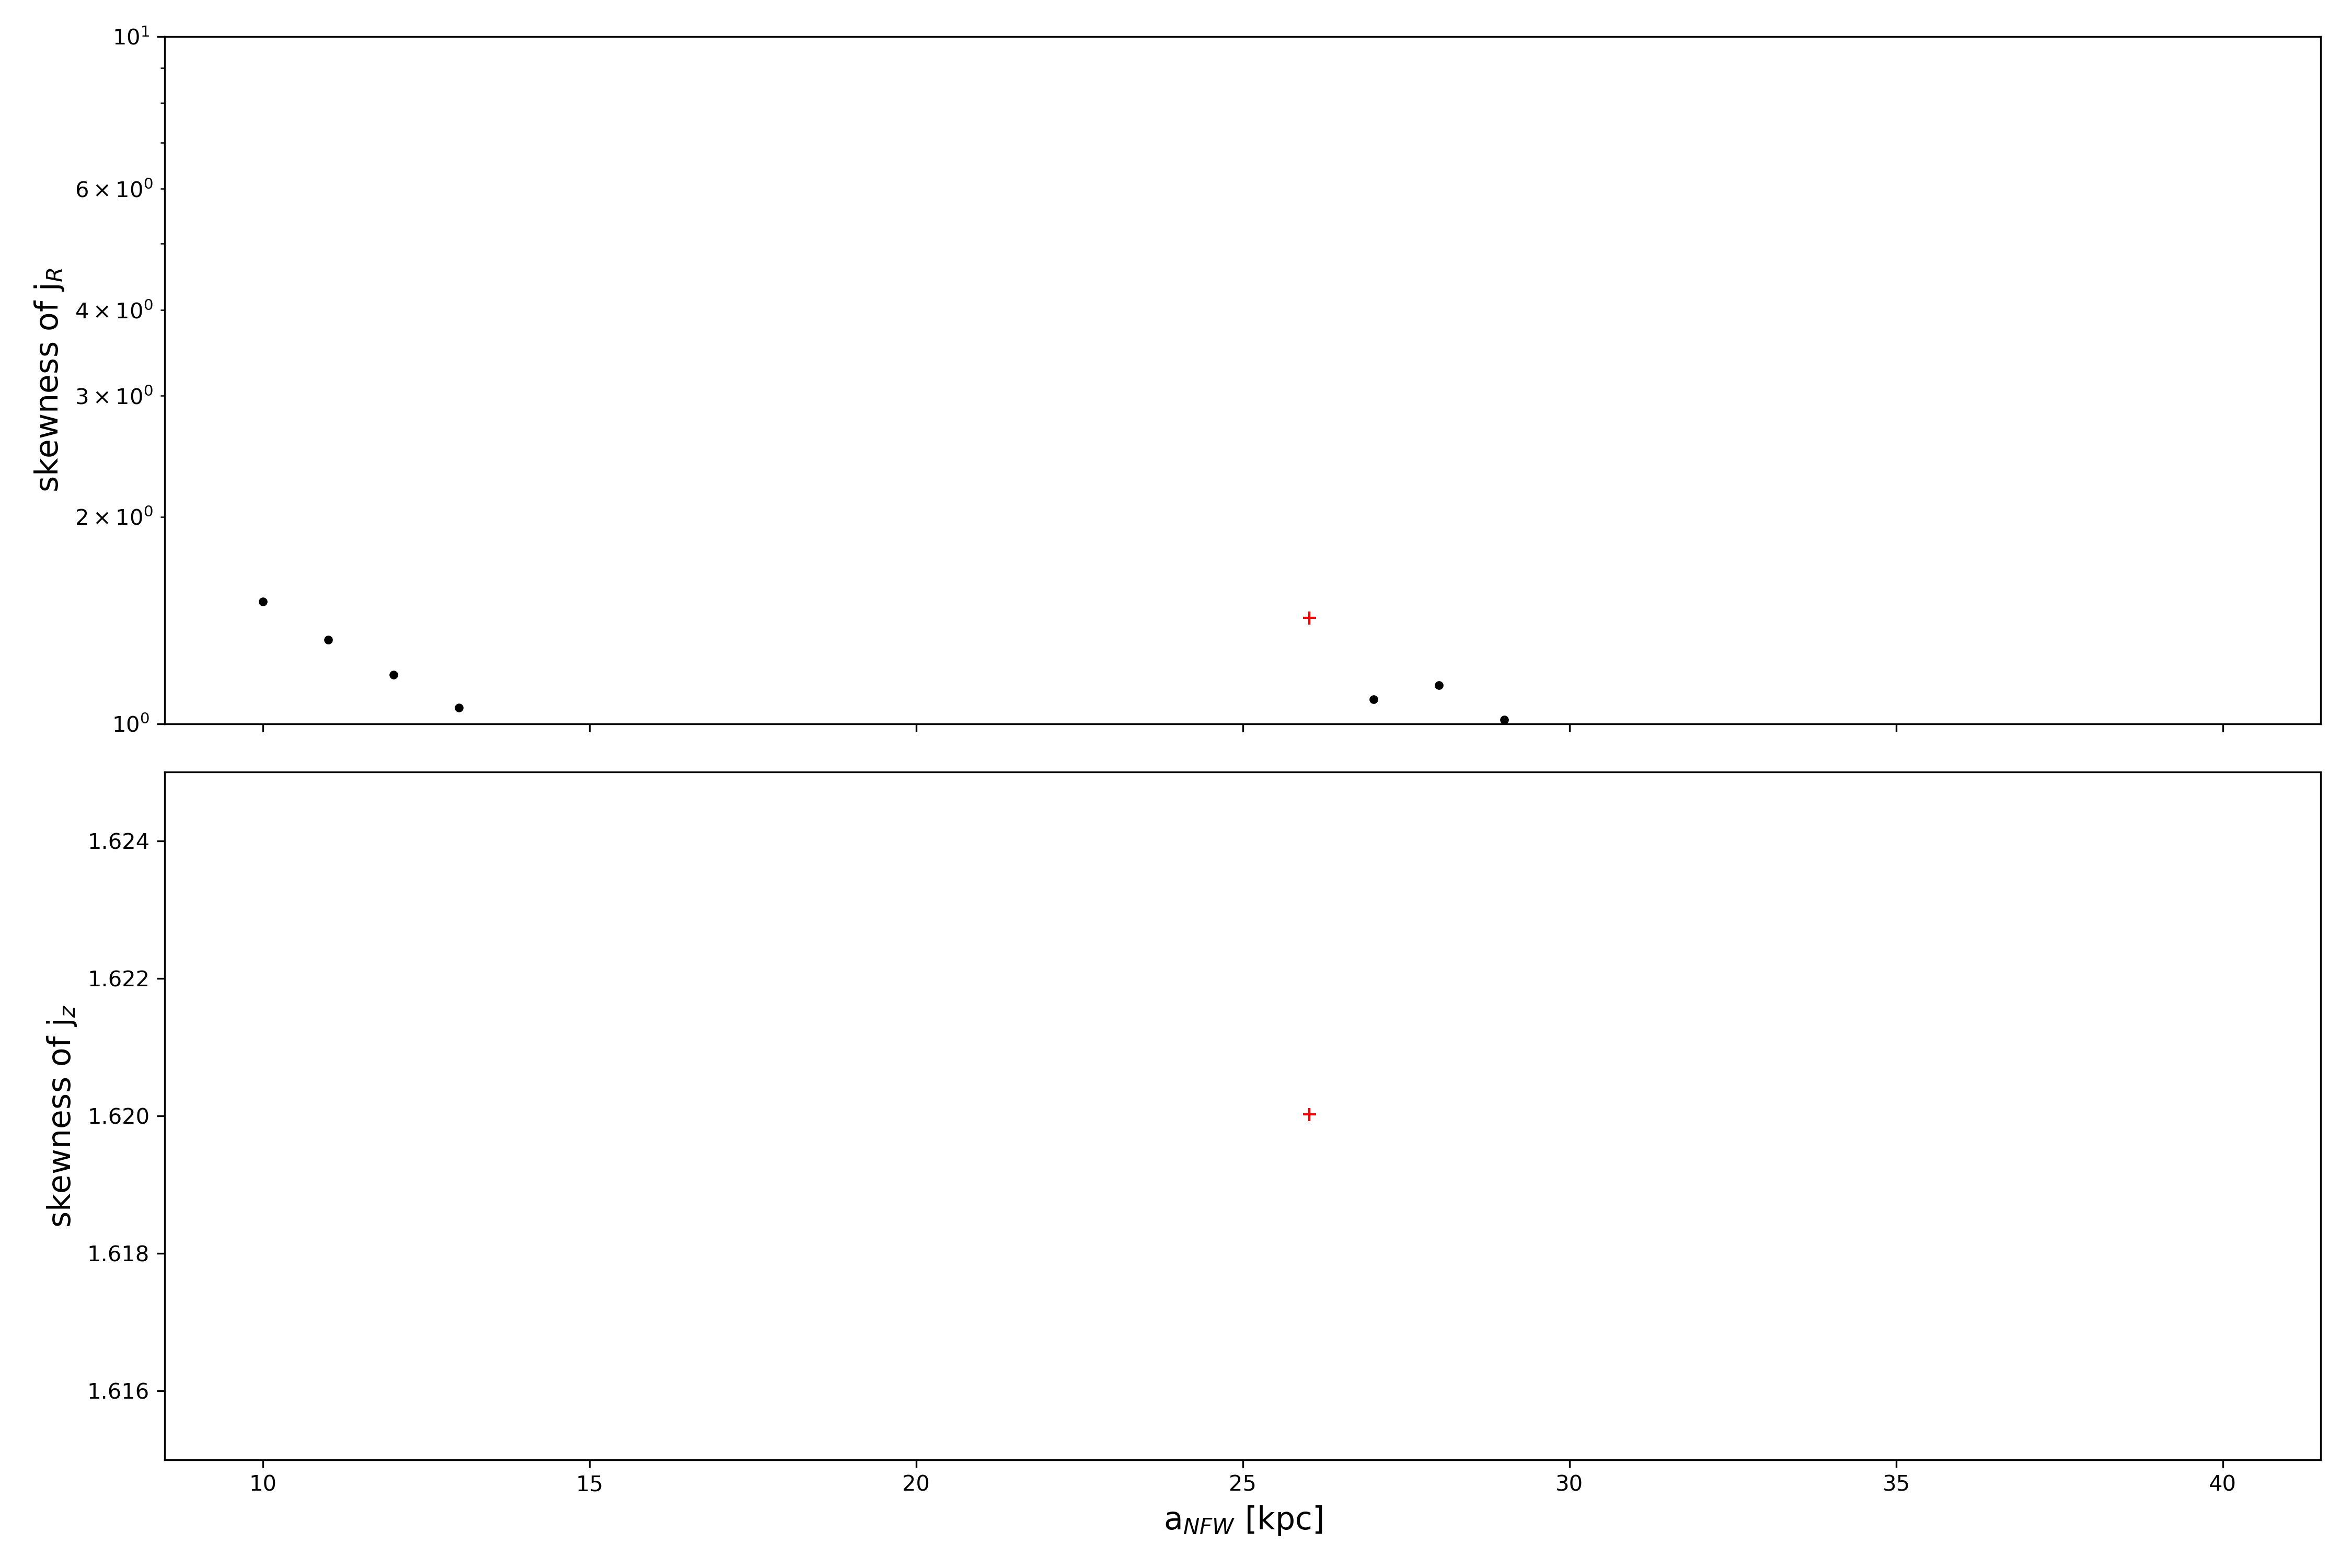 10¹
6×10⁰
4×10⁰
3×10⁰
2×10⁰
10⁰
skewness of j_R
1.624
1.622
1.620
1.618
1.616
skewness of j_z
10 15 20 25 30 35 40
a_NFW [kpc]